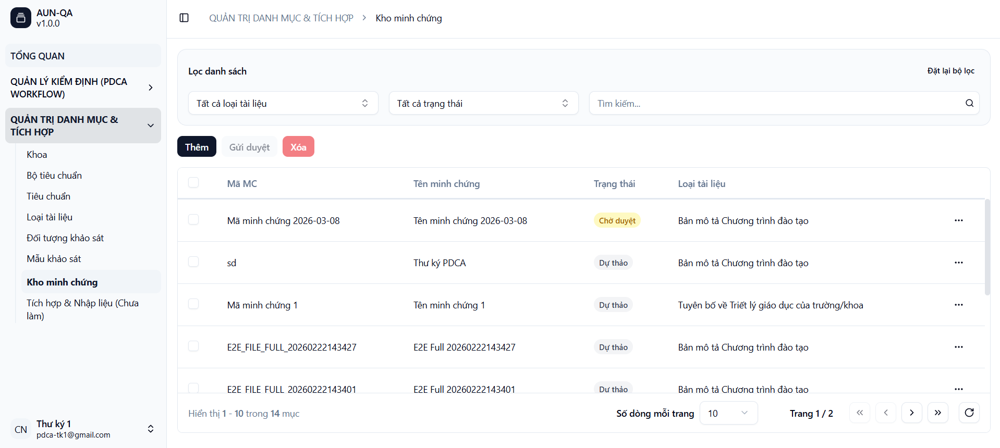 AUN-QA
v1.0.0
TỔNG QUAN
QUẢN LÝ KIỂM ĐỊNH (PDCA
WORKFLOW)
QUẢN TRỊ DANH MỤC &
TÍCH HỢP
Khoa
Bộ tiêu chuẩn
Tiêu chuẩn
Loại tài liệu
Đối tượng khảo sát
Mẫu khảo sát
Kho minh chứng
Tích hợp & Nhập liệu (Chưa
làm)
CN
Thư ký 1
pdca-tk1@gmail.com
QUẢN TRỊ DANH MỤC & TÍCH HỢP > Kho minh chứng
Lọc danh sách
Đặt lại bộ lọc
Tất cả loại tài liệu
Tất cả trạng thái
Tìm kiếm...
Thêm
Gửi duyệt
Xóa
Mã MC Tên minh chứng Trạng thái Loại tài liệu
Mã minh chứng 2026-03-08 Tên minh chứng 2026-03-08 Chờ duyệt Bản mô tả Chương trình đào tạo
sd Thư ký PDCA Dự thảo Bản mô tả Chương trình đào tạo
Mã minh chứng 1 Tên minh chứng 1 Dự thảo Tuyên bố về Triết lý giáo dục của trường/khoa
E2E_FILE_FULL_20260222143427 E2E Full 20260222143427 Dự thảo Bản mô tả Chương trình đào tạo
E2E_FILE_FULL_20260222143401 E2E Full 20260222143401 Dự thảo Bản mô tả Chương trình đào tạo
Hiển thị 1 - 10 trong 14 mục
Số dòng mỗi trang 10
Trang 1 / 2